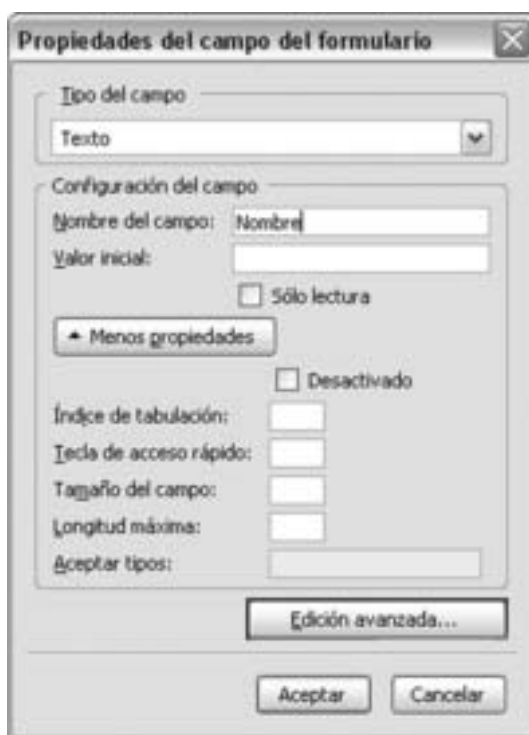 Propiedades del campo del formulario
Tipo del campo
Texto
Configuración del campo
Nombre del campo: Nombre
Valor inicial:
Sólo lectura
Menos propiedades
Desactivado
Índice de tabulación:
Tecla de acceso rápido:
Tamaño del campo:
Longitud máxima:
Aceptar tipos:
Edición avanzada...
Aceptar Cancelar